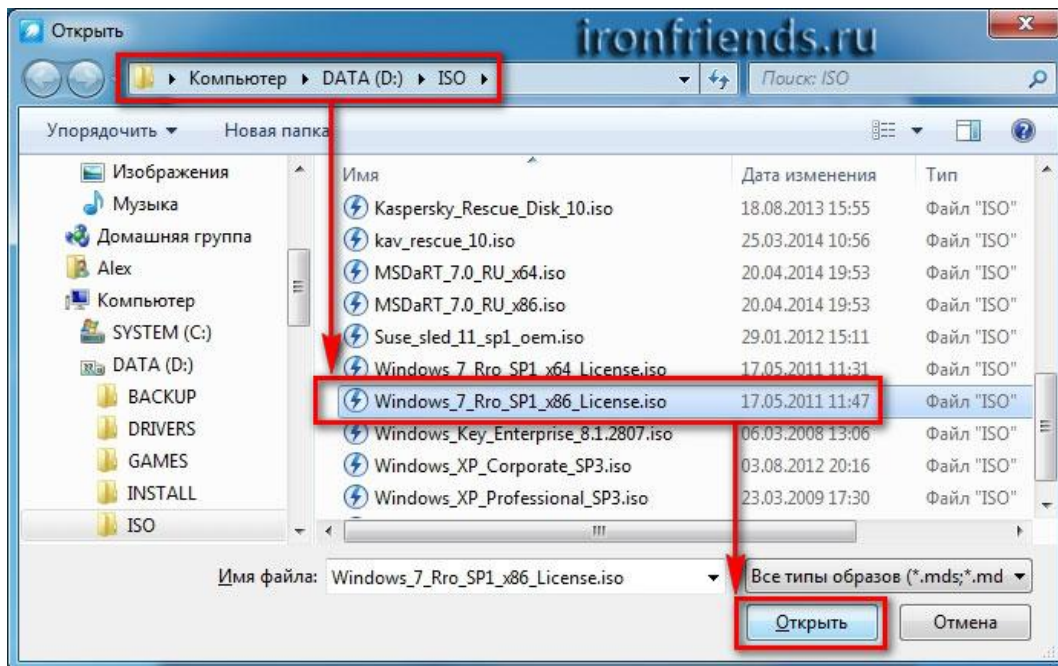 Открыть
ironfriends.ru
Компьютер DATA (D:) ISO
Поиск: ISO
Упорядочить Новая папка
Изображения
Музыка
Домашняя группа
Alex
Компьютер
SYSTEM (C:)
DATA (D:)
BACKUP
DRIVERS
GAMES
INSTALL
ISO
Имя Дата изменения Тип
Kaspersky_Rescue_Disk_10.iso 18.08.2013 15:55 Файл "ISO"
kav_rescue_10.iso 25.03.2014 10:56 Файл "ISO"
MSDaRT_7.0_RU_x64.iso 20.04.2014 19:53 Файл "ISO"
MSDaRT_7.0_RU_x86.iso 20.04.2014 19:53 Файл "ISO"
Suse_sled_11_sp1_oem.iso 29.01.2012 15:11 Файл "ISO"
Windows_7_Rro_SP1_x64_License.iso 17.05.2011 11:31 Файл "ISO"
Windows_7_Rro_SP1_x86_License.iso 17.05.2011 11:47 Файл "ISO"
Windows_Key_Enterprise_8.1.2807.iso 06.03.2008 13:06 Файл "ISO"
Windows_XP_Corporate_SP3.iso 03.08.2012 20:16 Файл "ISO"
Windows_XP_Professional_SP3.iso 23.03.2009 17:30 Файл "ISO"
Имя файла: Windows_7_Rro_SP1_x86_License.iso Все типы образов (*.mds;*.md
Открыть Отмена